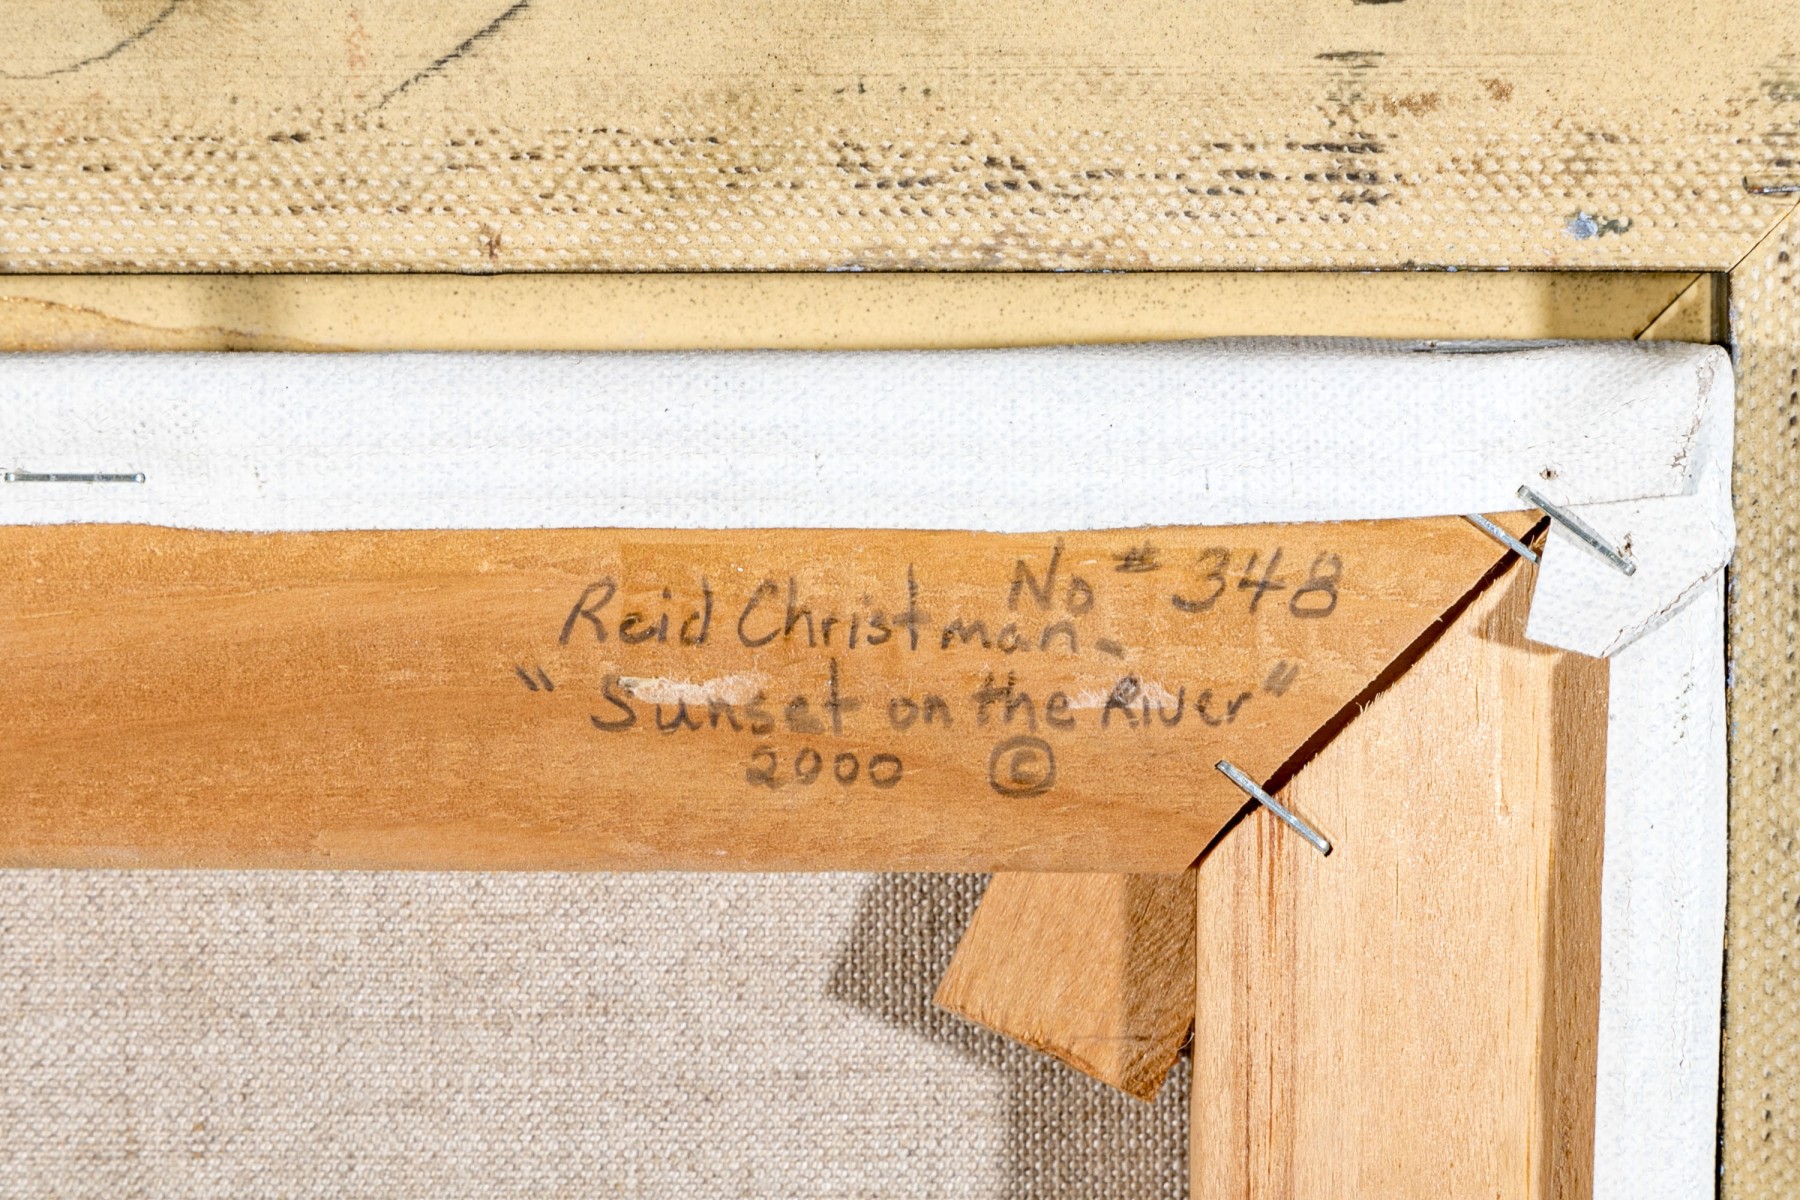 No # 348
Reid Christman
"Sunset on the River"
2000 ©